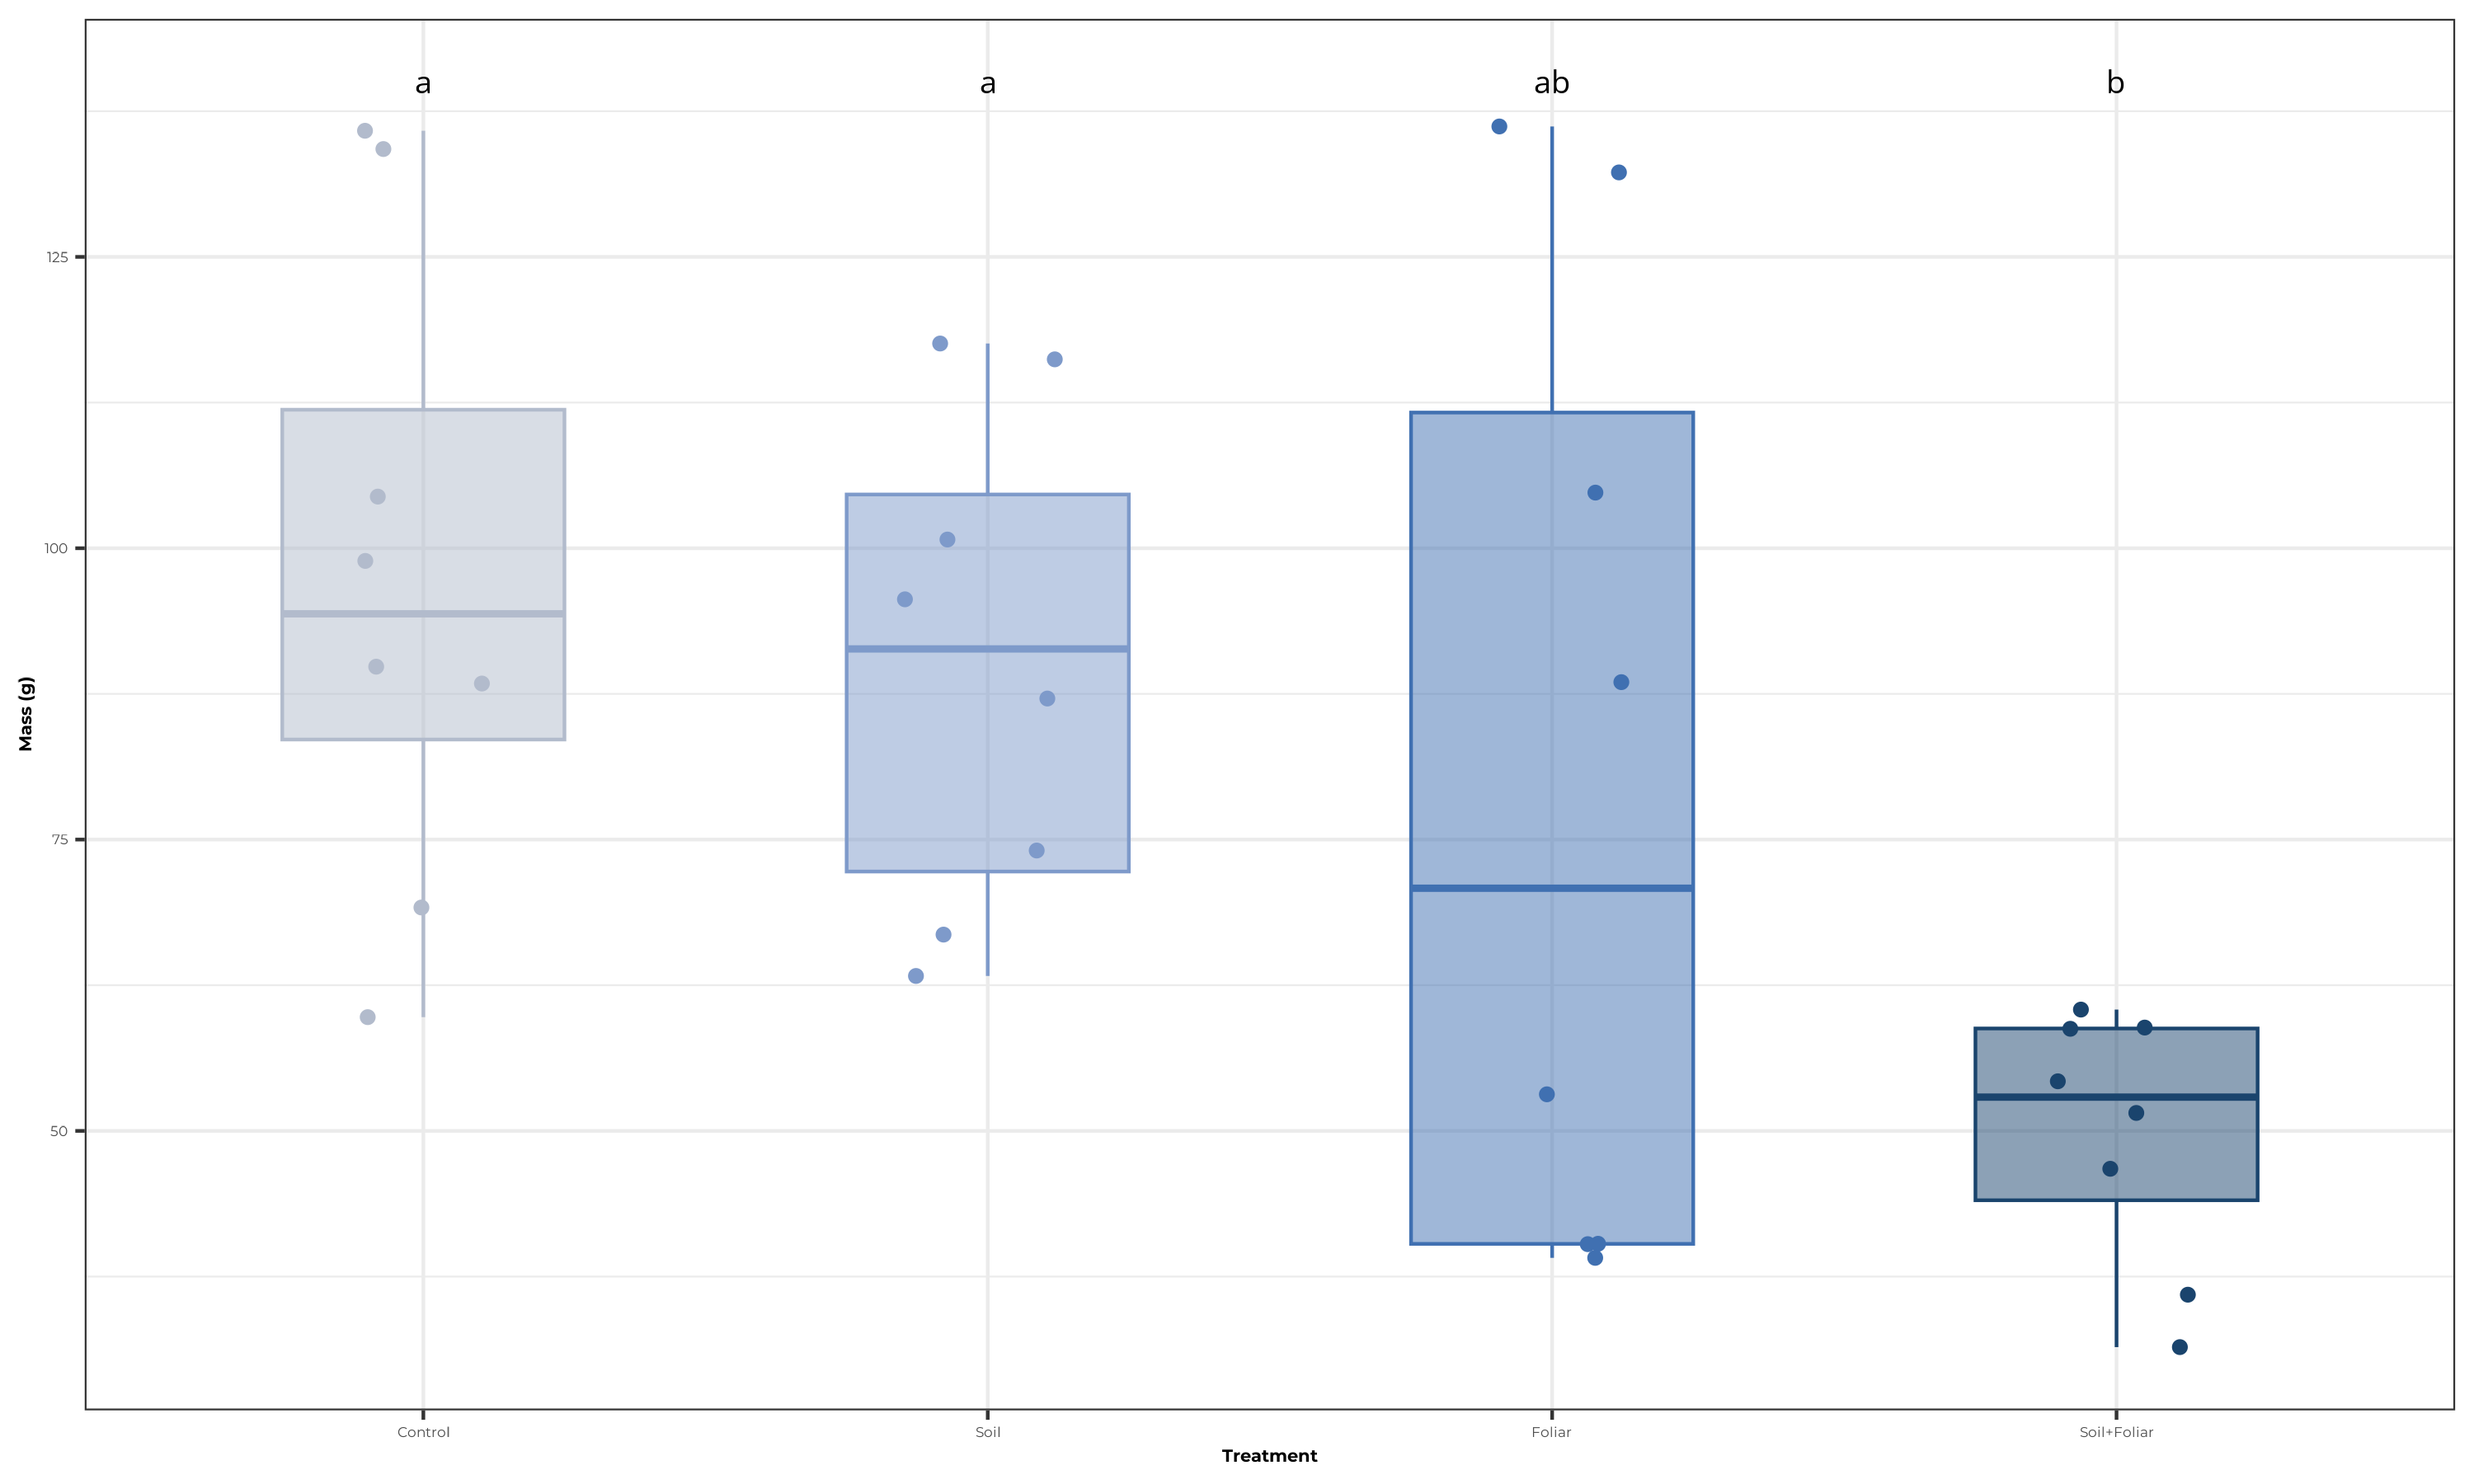 a a ab b
125
100
75
50
Mass (g)
Control Soil Foliar Soil+Foliar
Treatment